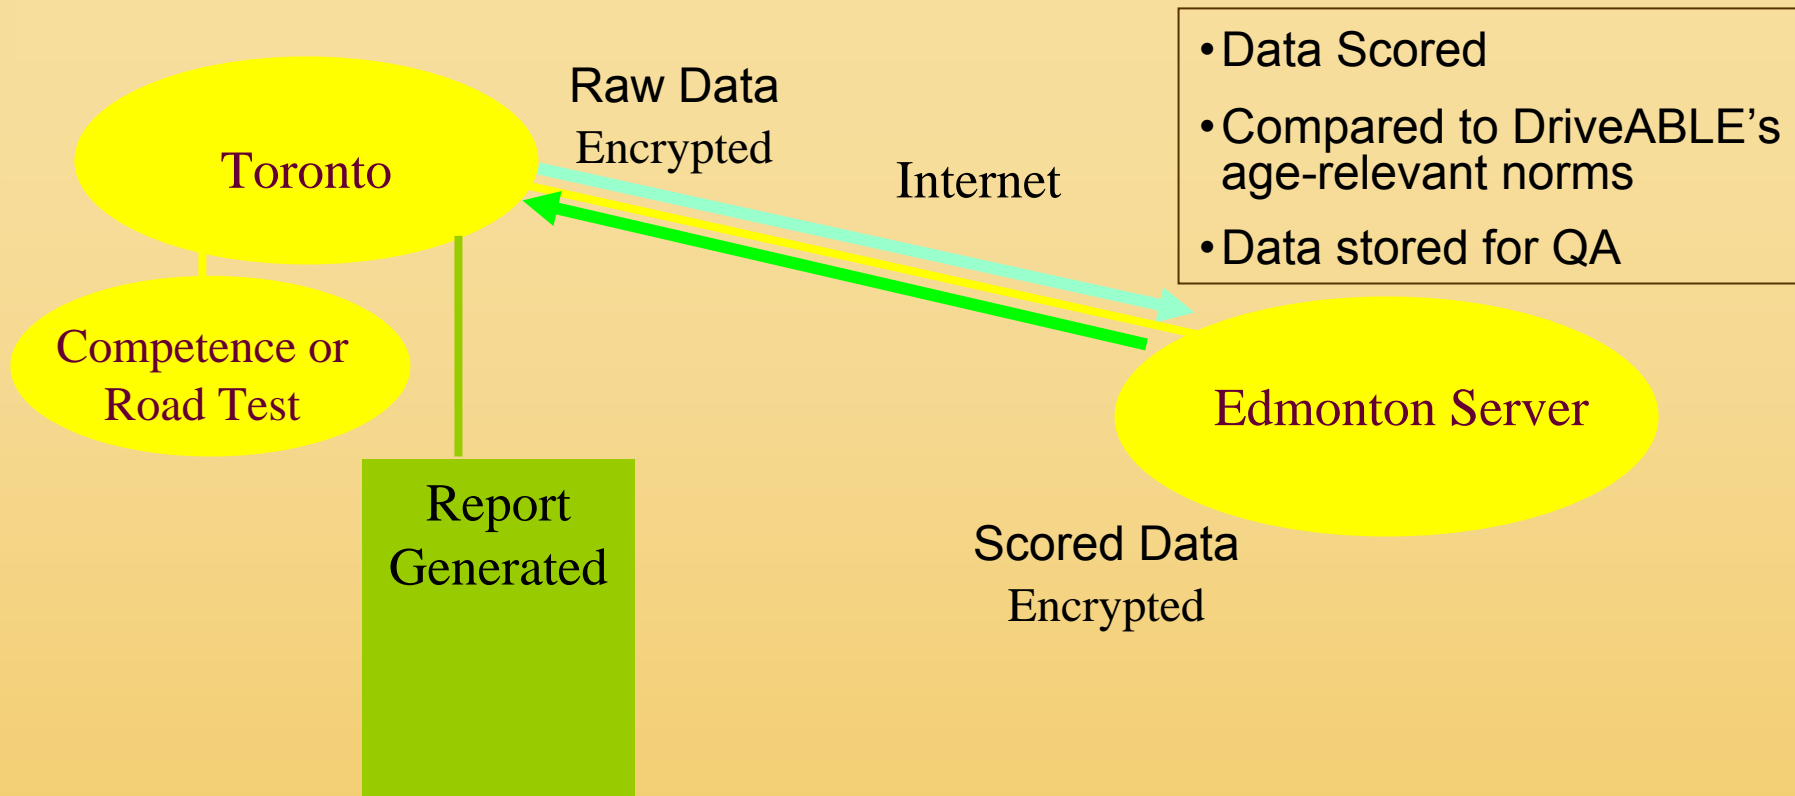 Raw Data
Encrypted
Toronto
Internet
•Data Scored
•Compared to DriveABLE’s
age-relevant norms
•Data stored for QA
Competence or
Road Test
Edmonton Server
Report
Generated
Scored Data
Encrypted